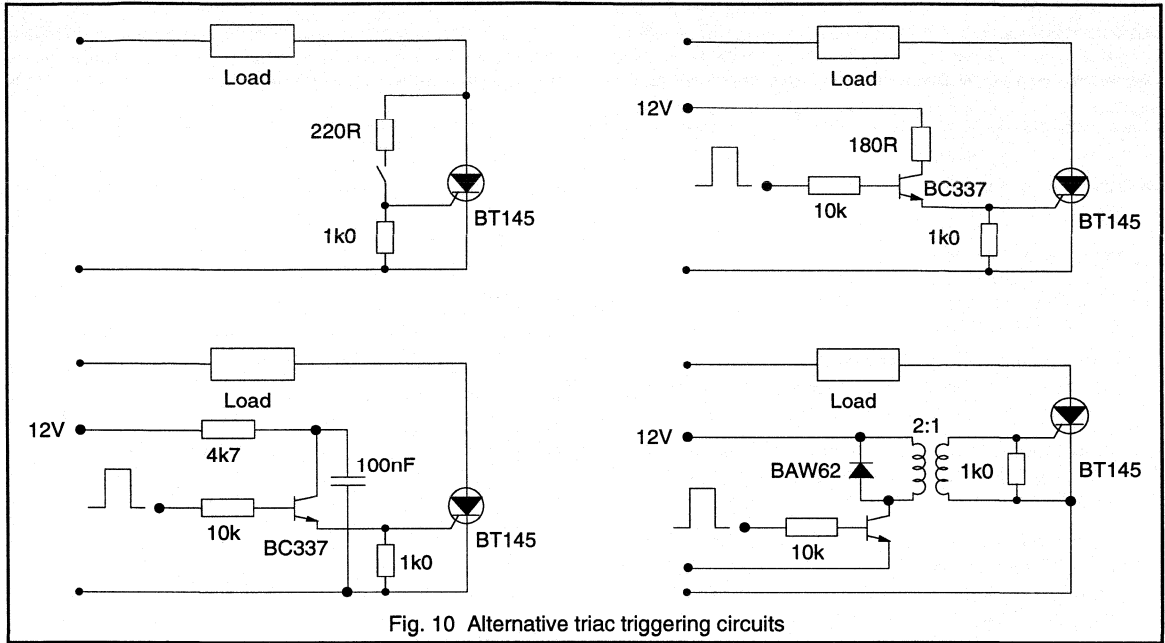 Load
220R
1k0
BT145
Load
12V
180R
BC337
10k
1k0
BT145
Load
12V
4k7
100nF
10k
BC337
1k0
BT145
Load
12V
2:1
BAW62
1k0
BT145
10k
Fig. 10 Alternative triac triggering circuits